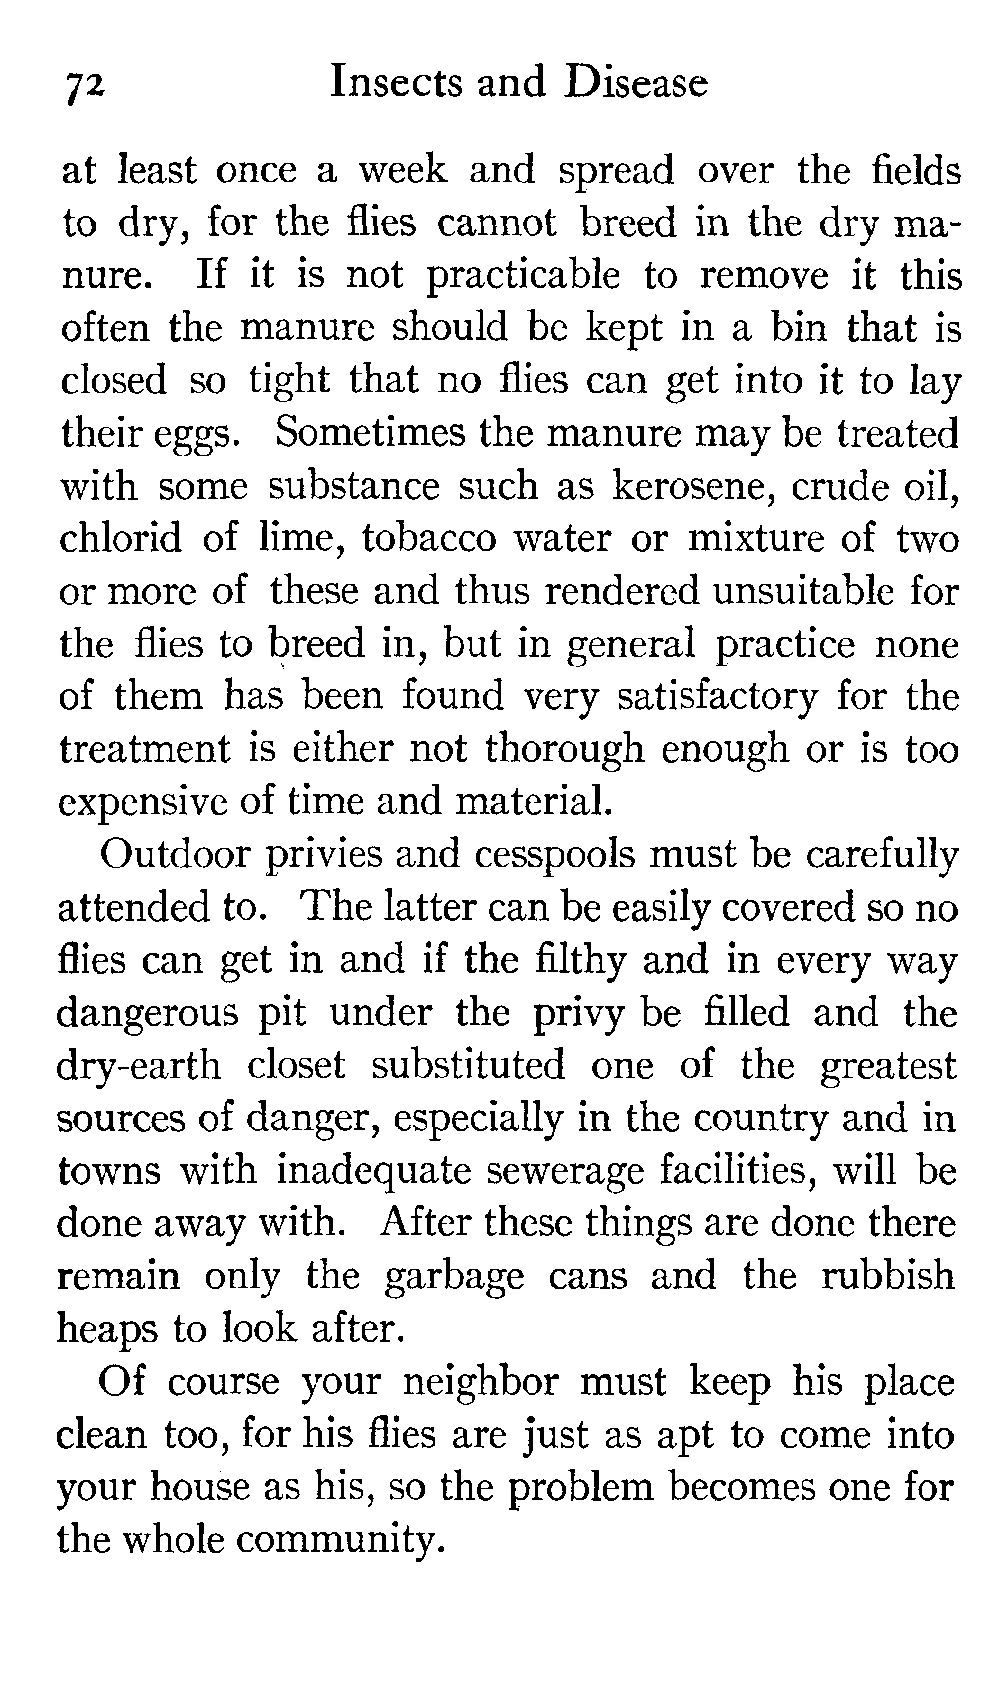 72 Insects and Disease
at least once a week and spread over the fields
to dry, for the flies cannot breed in the dry ma-
nure. If it is not practicable to remove it this
often the manure should be kept in a bin that is
closed so tight that no flies can get into it to lay
their eggs. Sometimes the manure may be treated
with some substance such as kerosene, crude oil,
chlorid of lime, tobacco water or mixture of two
or more of these and thus rendered unsuitable for
the flies to breed in, but in general practice none
of them has been found very satisfactory for the
treatment is either not thorough enough or is too
expensive of time and material.
Outdoor privies and cesspools must be carefully
attended to. The latter can be easily covered so no
flies can get in and if the filthy and in every way
dangerous pit under the privy be filled and the
dry-earth closet substituted one of the greatest
sources of danger, especially in the country and in
towns with inadequate sewerage facilities, will be
done away with. After these things are done there
remain only the garbage cans and the rubbish
heaps to look after.
Of course your neighbor must keep his place
clean too, for his flies are just as apt to come into
your house as his, so the problem becomes one for
the whole community.